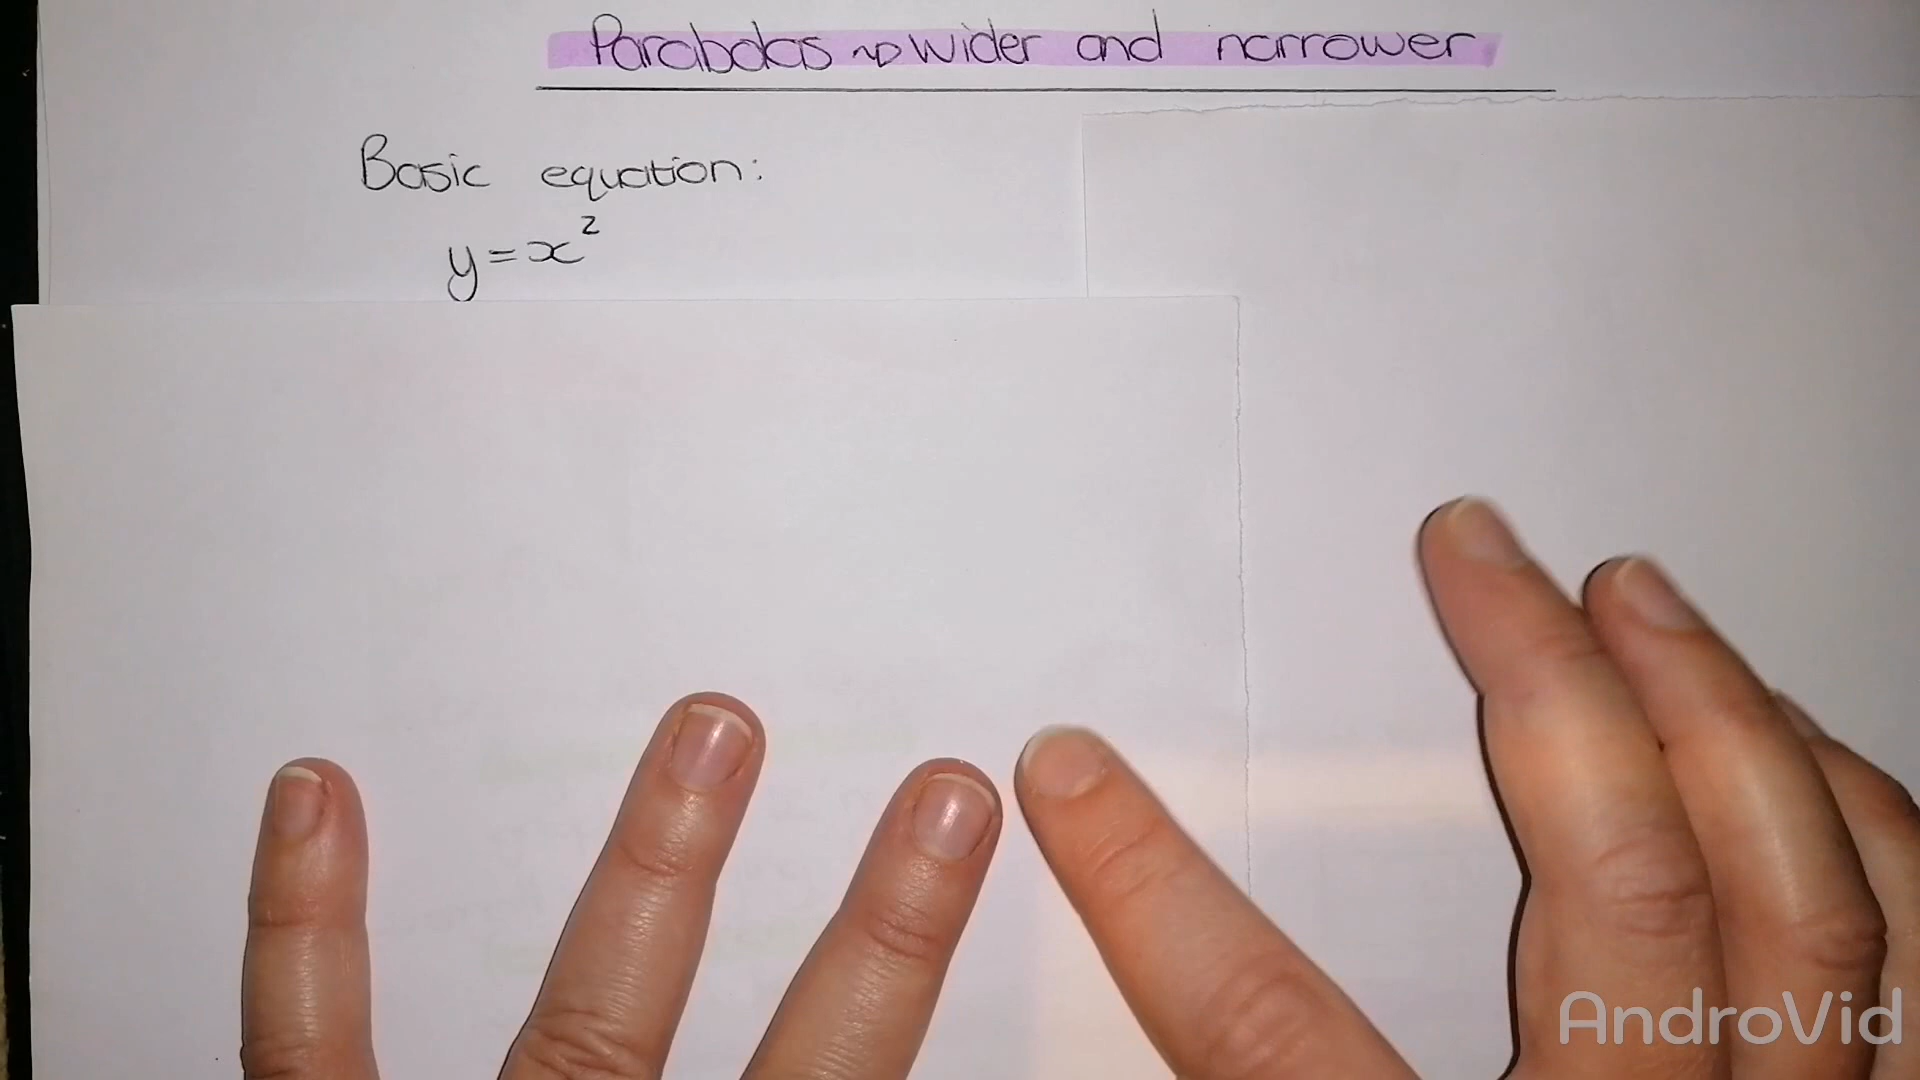 Parabolas → wider and narrower
Basic equation:
y = x²
AndroVid